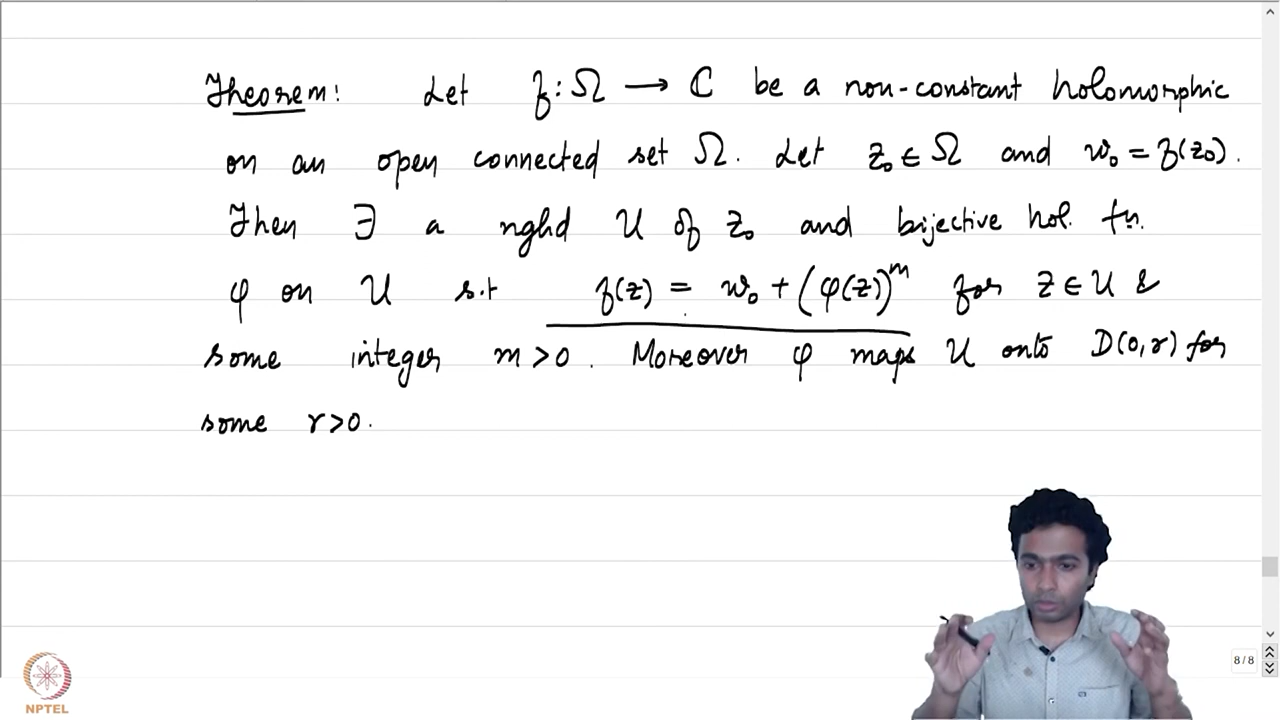 Theorem: Let f: Ω → ℂ be a non-constant holomorphic
on an open connected set Ω. Let z₀ ∈ Ω and w₀ = f(z₀).
Then ∃ a nghd U of z₀ and bijective hol. fn.
φ on U s.t f(z) = w₀ + (φ(z))ᵐ for z ∈ U &
some integer m > 0. Moreover φ maps U onto D(0, r) for
some r > 0.
8 / 8
NPTEL